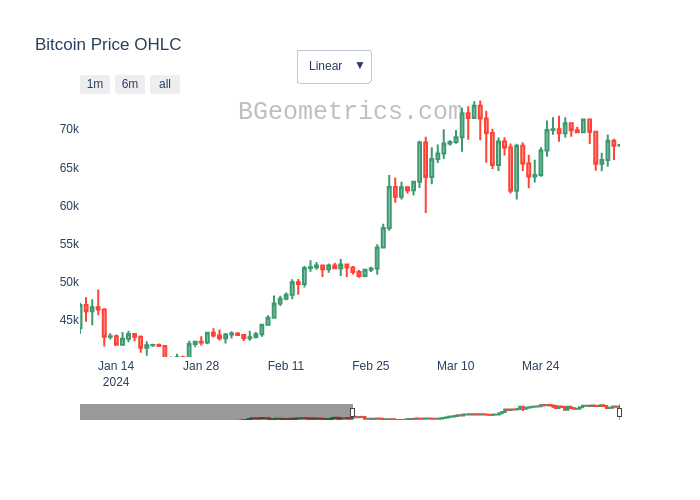 Bitcoin Price OHLC
Linear ▼
1m 6m all
BGeometrics.com
70k
65k
60k
55k
50k
45k
Jan 14 Jan 28 Feb 11 Feb 25 Mar 10 Mar 24
2024